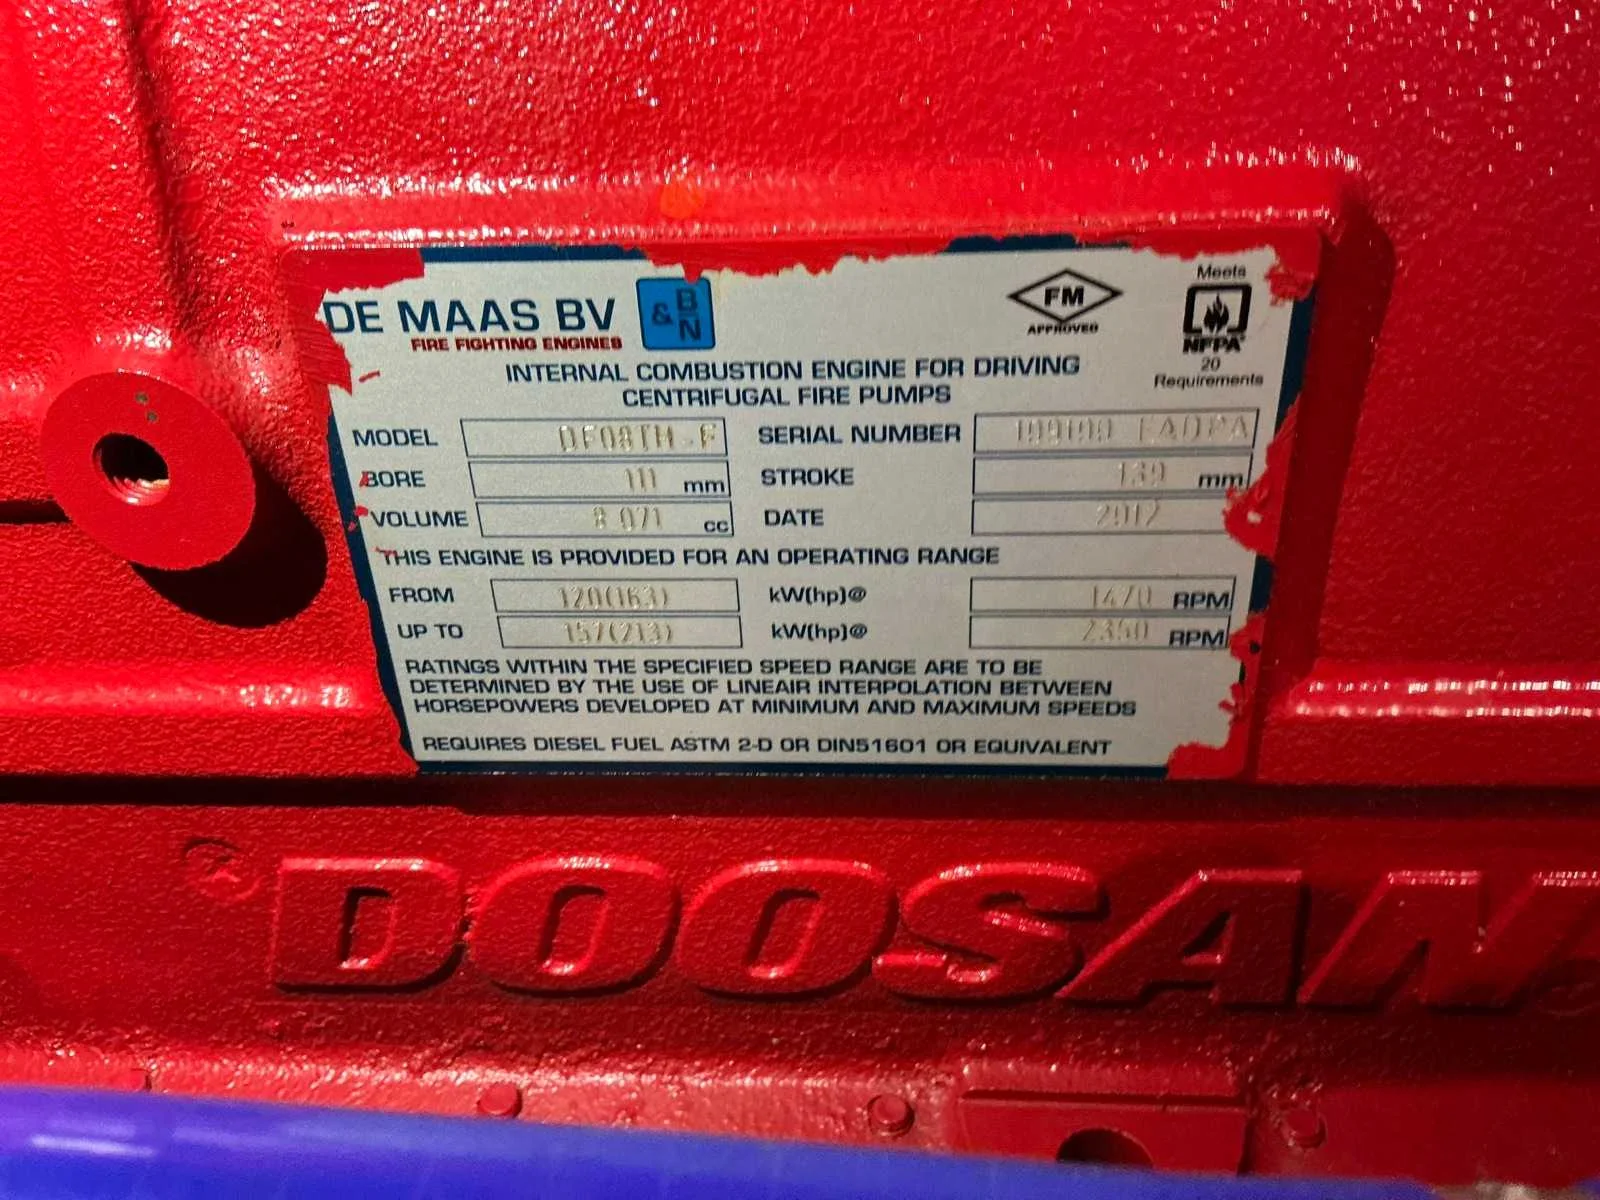 DE MAAS BV & B N
FIRE FIGHTING ENGINES
FM
APPROVED
Meets
NFPA
20
Requirements
INTERNAL COMBUSTION ENGINE FOR DRIVING
CENTRIFUGAL FIRE PUMPS
MODEL DF08TM-F SERIAL NUMBER
BORE 111 mm STROKE 139 mm
VOLUME 8 071 cc DATE 2012
THIS ENGINE IS PROVIDED FOR AN OPERATING RANGE
FROM 120(163) kW(hp)@ 1470 RPM
UP TO 157(213) kW(hp)@ 2350 RPM
RATINGS WITHIN THE SPECIFIED SPEED RANGE ARE TO BE
DETERMINED BY THE USE OF LINEAIR INTERPOLATION BETWEEN
HORSEPOWERS DEVELOPED AT MINIMUM AND MAXIMUM SPEEDS
REQUIRES DIESEL FUEL ASTM 2-D OR DIN51601 OR EQUIVALENT
DOOSAN